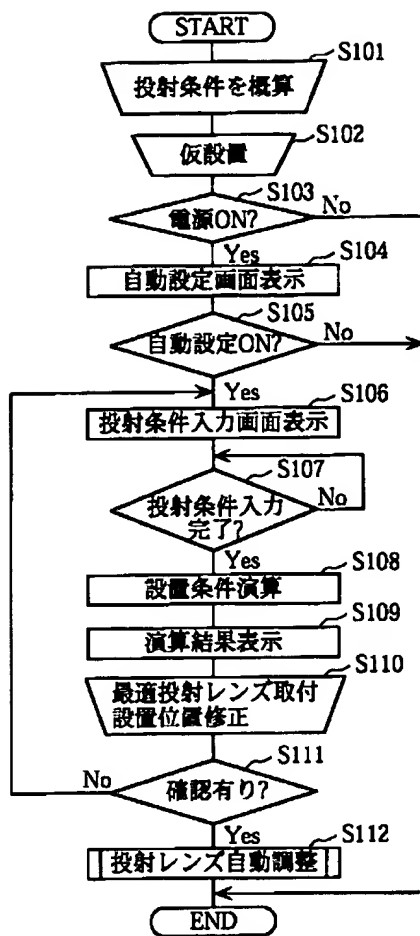 START
S101
投射条件を概算
S102
仮設置
S103
電源ON?
No
Yes
S104
自動設定画面表示
S105
自動設定ON?
No
Yes
S106
投射条件入力画面表示
S107
投射条件入力
完了?
No
Yes
S108
設置条件演算
S109
演算結果表示
S110
最適投射レンズ取付
設置位置修正
S111
No
確認有り?
Yes
S112
投射レンズ自動調整
END